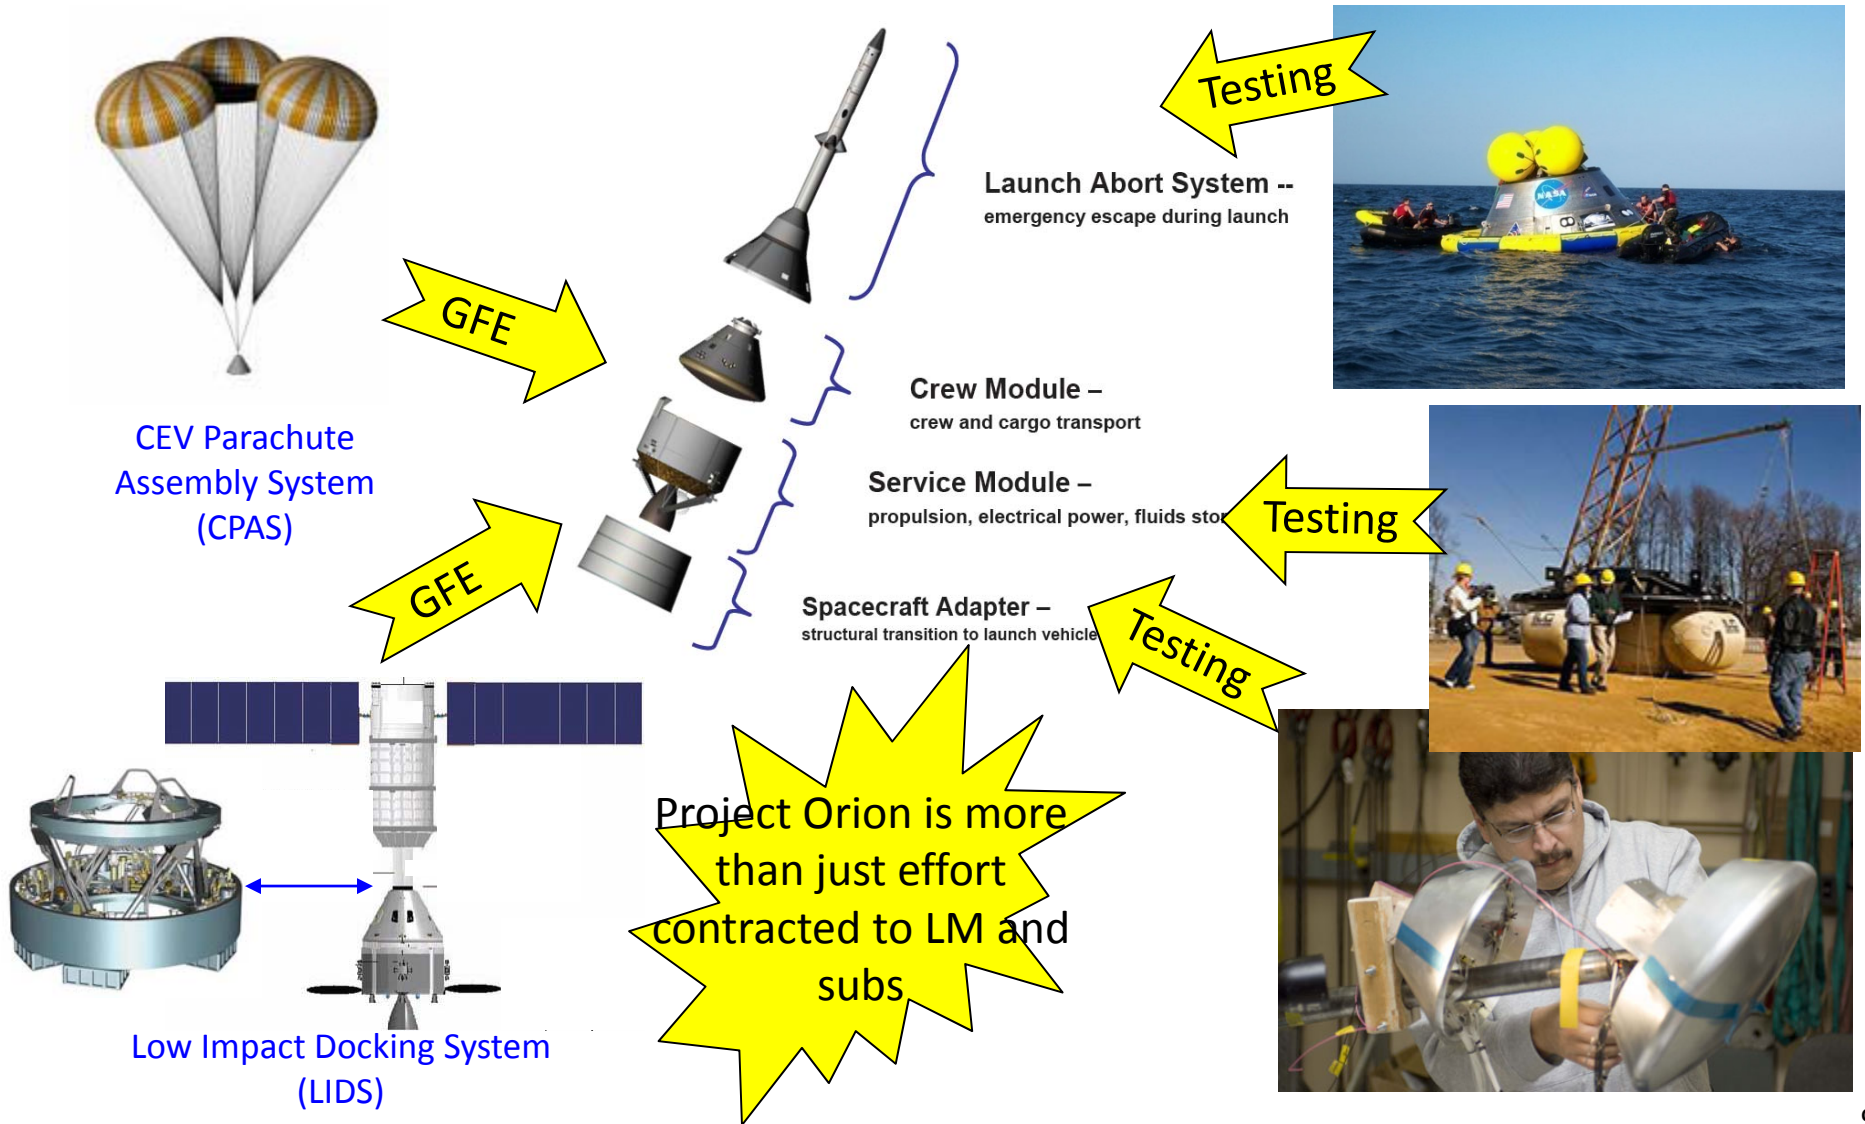 Testing
Launch Abort System --
emergency escape during launch
NASA
GFE
Crew Module –
crew and cargo transport
CEV Parachute
Assembly System
(CPAS)
Service Module –
propulsion, electrical power, fluids
Testing
GFE
Spacecraft Adapter –
structural transition to launch vehicle
Testing
Project Orion is more
than just effort
contracted to LM and
subs
Low Impact Docking System
(LIDS)